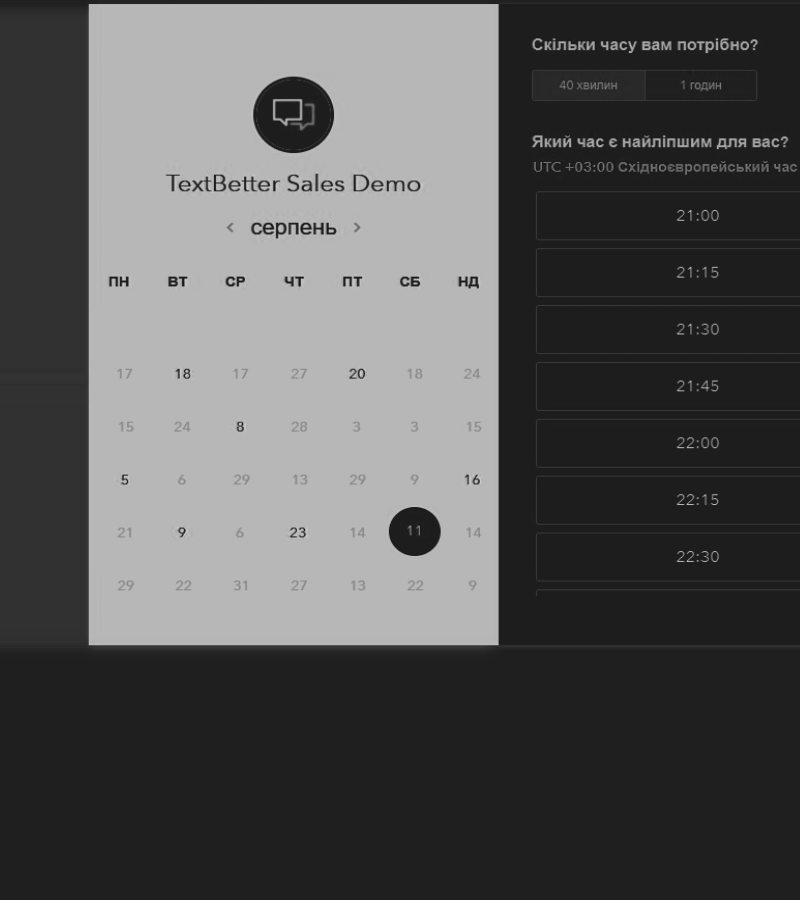 TextBetter Sales Demo
< серпень >
ПН ВТ СР ЧТ ПТ СБ НД
17 18 17 27 20 18 24
15 24 8 28 3 3 15
5 6 29 13 29 9 16
21 9 6 23 14 11 14
29 22 31 27 13 22 9
Скільки часу вам потрібно?
40 хвилин 1 годин
Який час є найліпшим для вас?
UTC +03:00 Східноєвропейський час
21:00
21:15
21:30
21:45
22:00
22:15
22:30